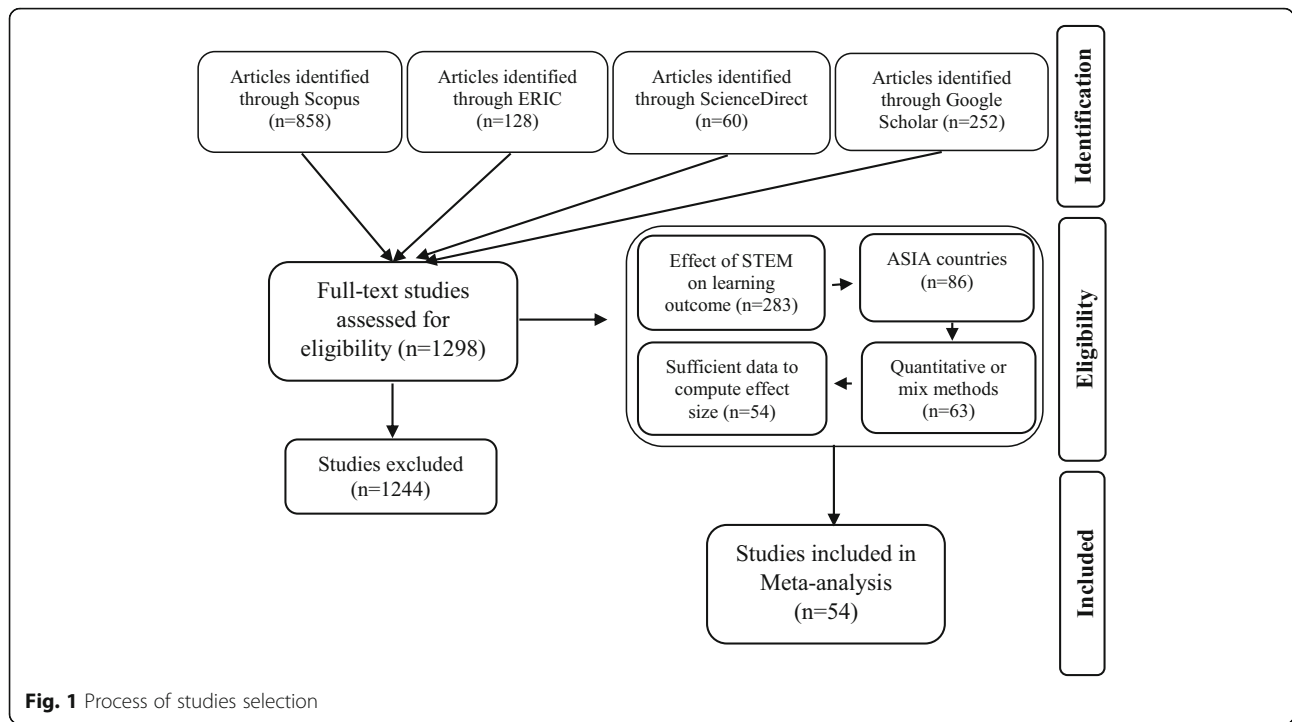 Articles identified
through Scopus
(n=858)
Articles identified
through ERIC
(n=128)
Articles identified
through ScienceDirect
(n=60)
Articles identified
through Google
Scholar (n=252)
Identification
Full-text studies
assessed for
eligibility (n=1298)
Studies excluded
(n=1244)
Effect of STEM
on learning
outcome (n=283)
ASIA countries
(n=86)
Sufficient data to
compute effect
size (n=54)
Quantitative or
mix methods
(n=63)
Eligibility
Studies included in
Meta-analysis
(n=54)
Included
Fig. 1 Process of studies selection